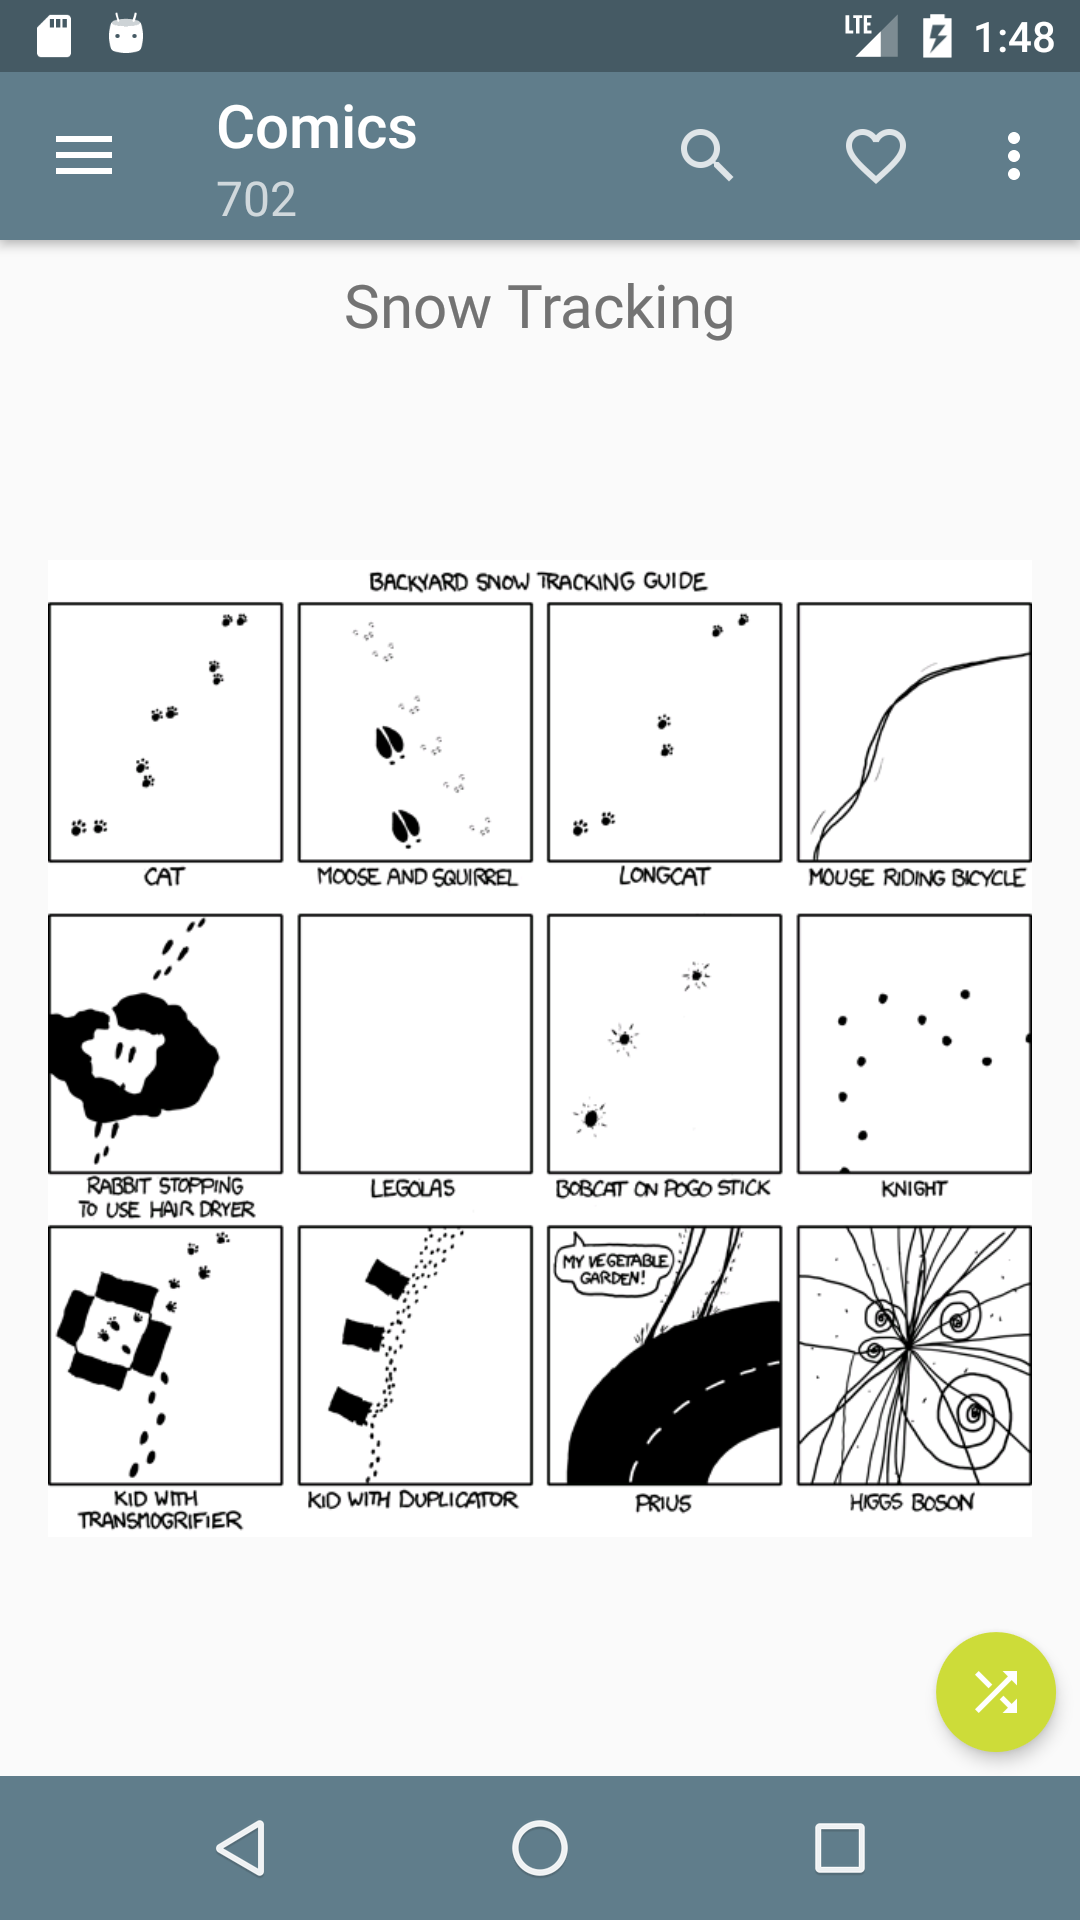 LTE 1:48
Comics
702
Snow Tracking
BACKYARD SNOW TRACKING GUIDE
CAT
MOOSE AND SQUIRREL
LONGCAT
MOUSE RIDING BICYCLE
RABBIT STOPPING
TO USE HAIR DRYER
LEGOLAS
BOBCAT ON POGO STICK
KNIGHT
MY VEGETABLE
GARDEN!
KID WITH
TRANSMOGRIFIER
KID WITH DUPLICATOR
PRIUS
HIGGS BOSON